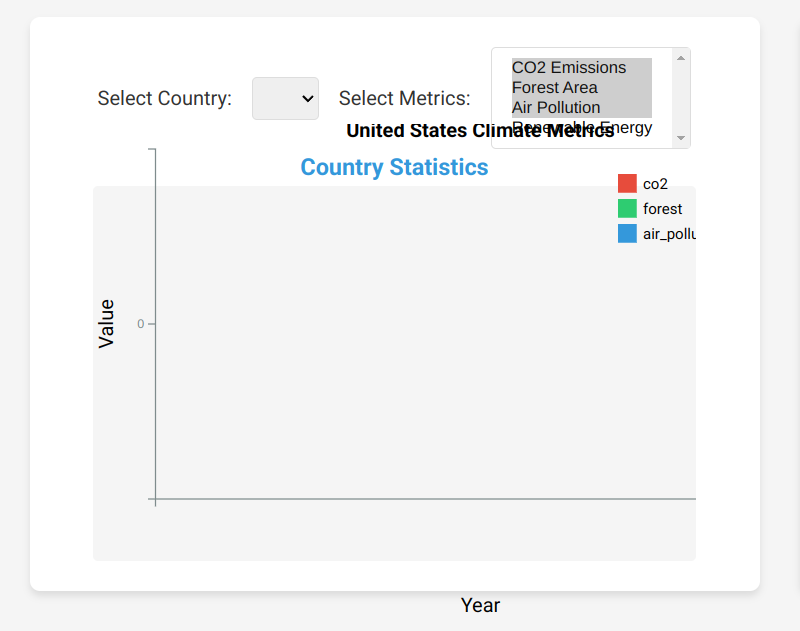 Select Country:
Select Metrics:
CO2 Emissions
Forest Area
Air Pollution
Renewable Energy
United States Climate Metrics
Country Statistics
co2
forest
air_pollu
Value
0
Year